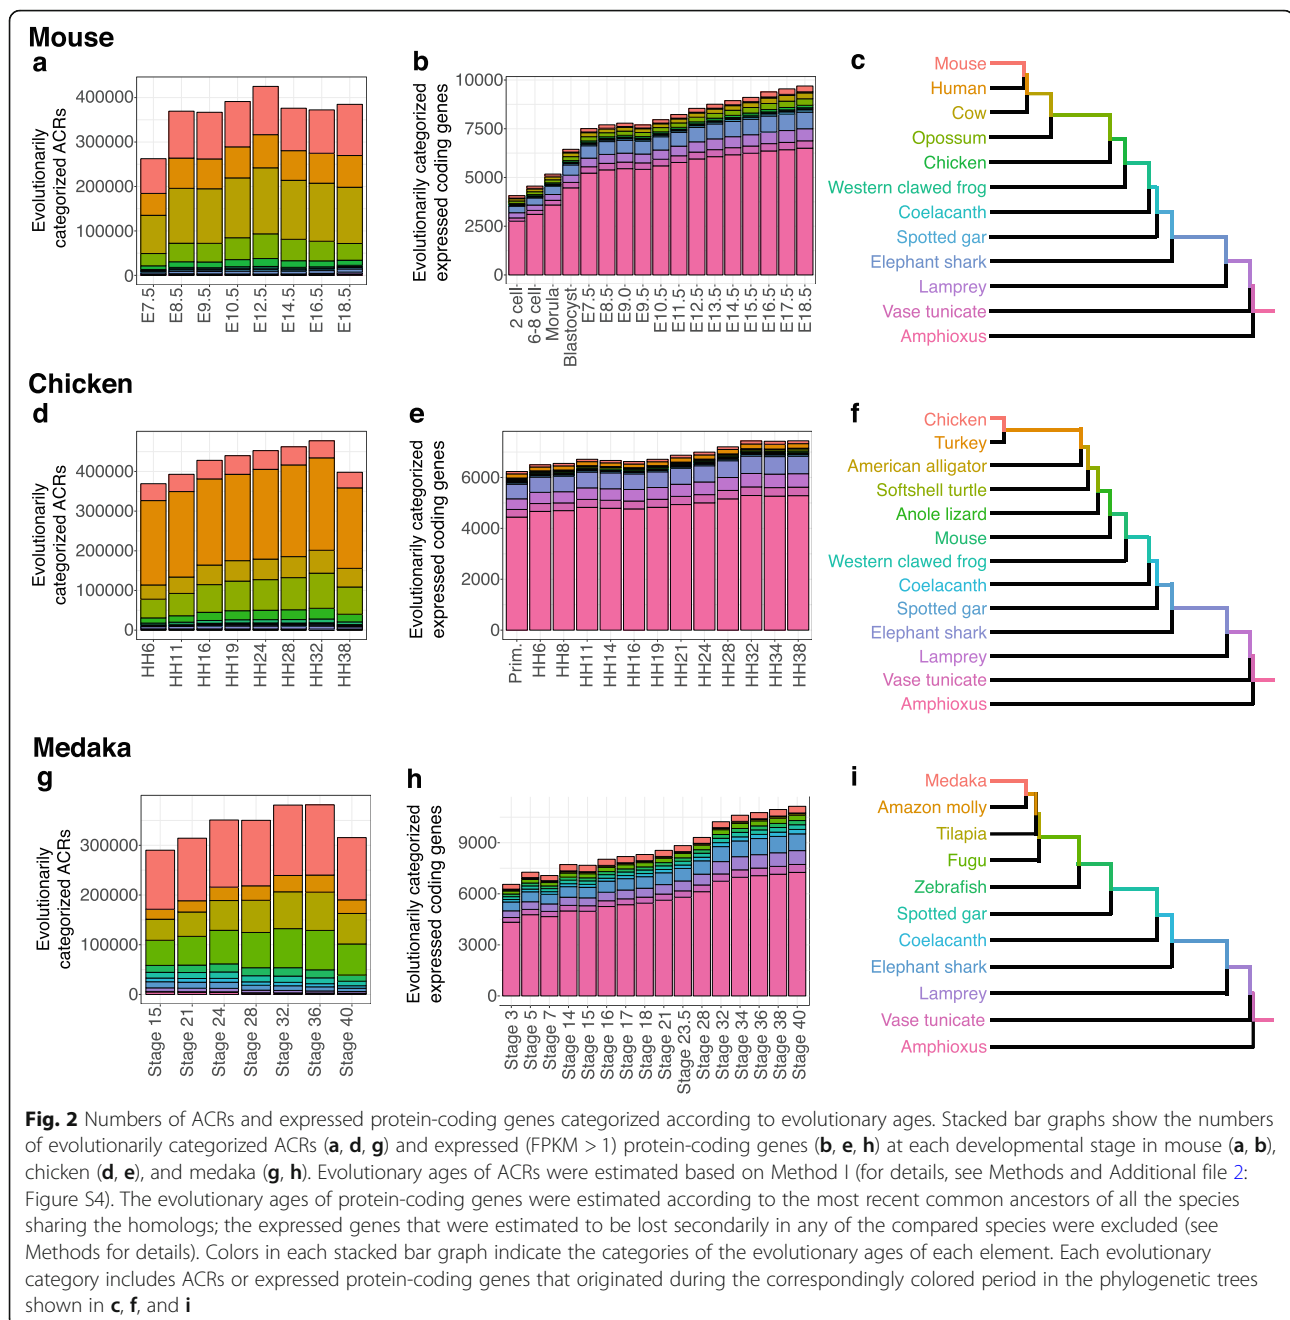 Mouse
a
Evolutionarily
categorized ACRs
400000
300000
200000
100000
0
E7.5
E8.5
E9.5
E10.5
E12.5
E14.5
E16.5
E18.5
b
Evolutionarily categorized
expressed coding genes
10000
7500
5000
2500
0
2 cell
6-8 cell
Morula
Blastocyst
E7.5
E8.5
E9.0
E9.5
E10.5
E11.5
E12.5
E13.5
E14.5
E15.5
E16.5
E17.5
E18.5
c
Mouse
Human
Cow
Opossum
Chicken
Western clawed frog
Coelacanth
Spotted gar
Elephant shark
Lamprey
Vase tunicate
Amphioxus
Chicken
d
Evolutionarily
categorized ACRs
400000
300000
200000
100000
0
HH6
HH11
HH16
HH19
HH24
HH28
HH32
HH38
e
Evolutionarily categorized
expressed coding genes
6000
4000
2000
0
Prim.
HH6
HH8
HH11
HH14
HH16
HH19
HH21
HH24
HH28
HH32
HH34
HH38
f
Chicken
Turkey
American alligator
Softshell turtle
Anole lizard
Mouse
Western clawed frog
Coelacanth
Spotted gar
Elephant shark
Lamprey
Vase tunicate
Amphioxus
Medaka
g
Evolutionarily
categorized ACRs
300000
200000
100000
0
Stage 15
Stage 21
Stage 24
Stage 28
Stage 32
Stage 36
Stage 40
h
Evolutionarily categorized
expressed coding genes
9000
6000
3000
0
Stage 3
Stage 5
Stage 7
Stage 14
Stage 15
Stage 16
Stage 17
Stage 18
Stage 21
Stage 23.5
Stage 28
Stage 32
Stage 34
Stage 36
Stage 38
Stage 40
i
Medaka
Amazon molly
Tilapia
Fugu
Zebrafish
Spotted gar
Coelacanth
Elephant shark
Lamprey
Vase tunicate
Amphioxus
Fig. 2 Numbers of ACRs and expressed protein-coding genes categorized according to evolutionary ages. Stacked bar graphs show the numbers
of evolutionarily categorized ACRs (a, d, g) and expressed (FPKM > 1) protein-coding genes (b, e, h) at each developmental stage in mouse (a, b),
chicken (d, e), and medaka (g, h). Evolutionary ages of ACRs were estimated based on Method I (for details, see Methods and Additional file 2:
Figure S4). The evolutionary ages of protein-coding genes were estimated according to the most recent common ancestors of all the species
sharing the homologs; the expressed genes that were estimated to be lost secondarily in any of the compared species were excluded (see
Methods for details). Colors in each stacked bar graph indicate the categories of the evolutionary ages of each element. Each evolutionary
category includes ACRs or expressed protein-coding genes that originated during the correspondingly colored period in the phylogenetic trees
shown in c, f, and i